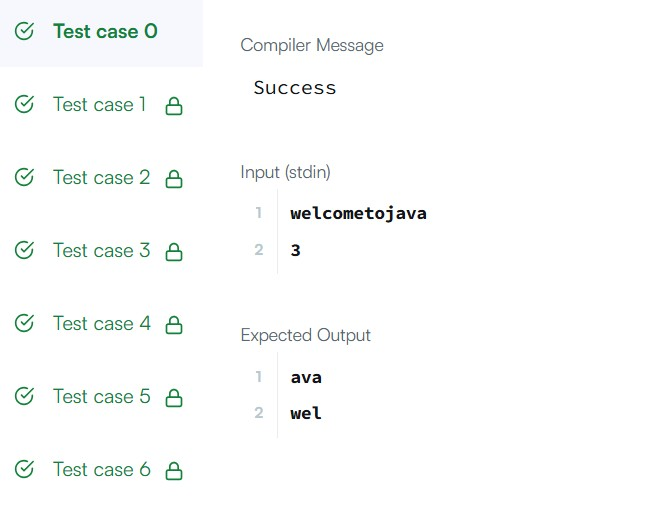 Test case 0
Test case 1
Test case 2
Test case 3
Test case 4
Test case 5
Test case 6
Compiler Message
Success
Input (stdin)
1 welcometojava
2 3
Expected Output
1 ava
2 wel